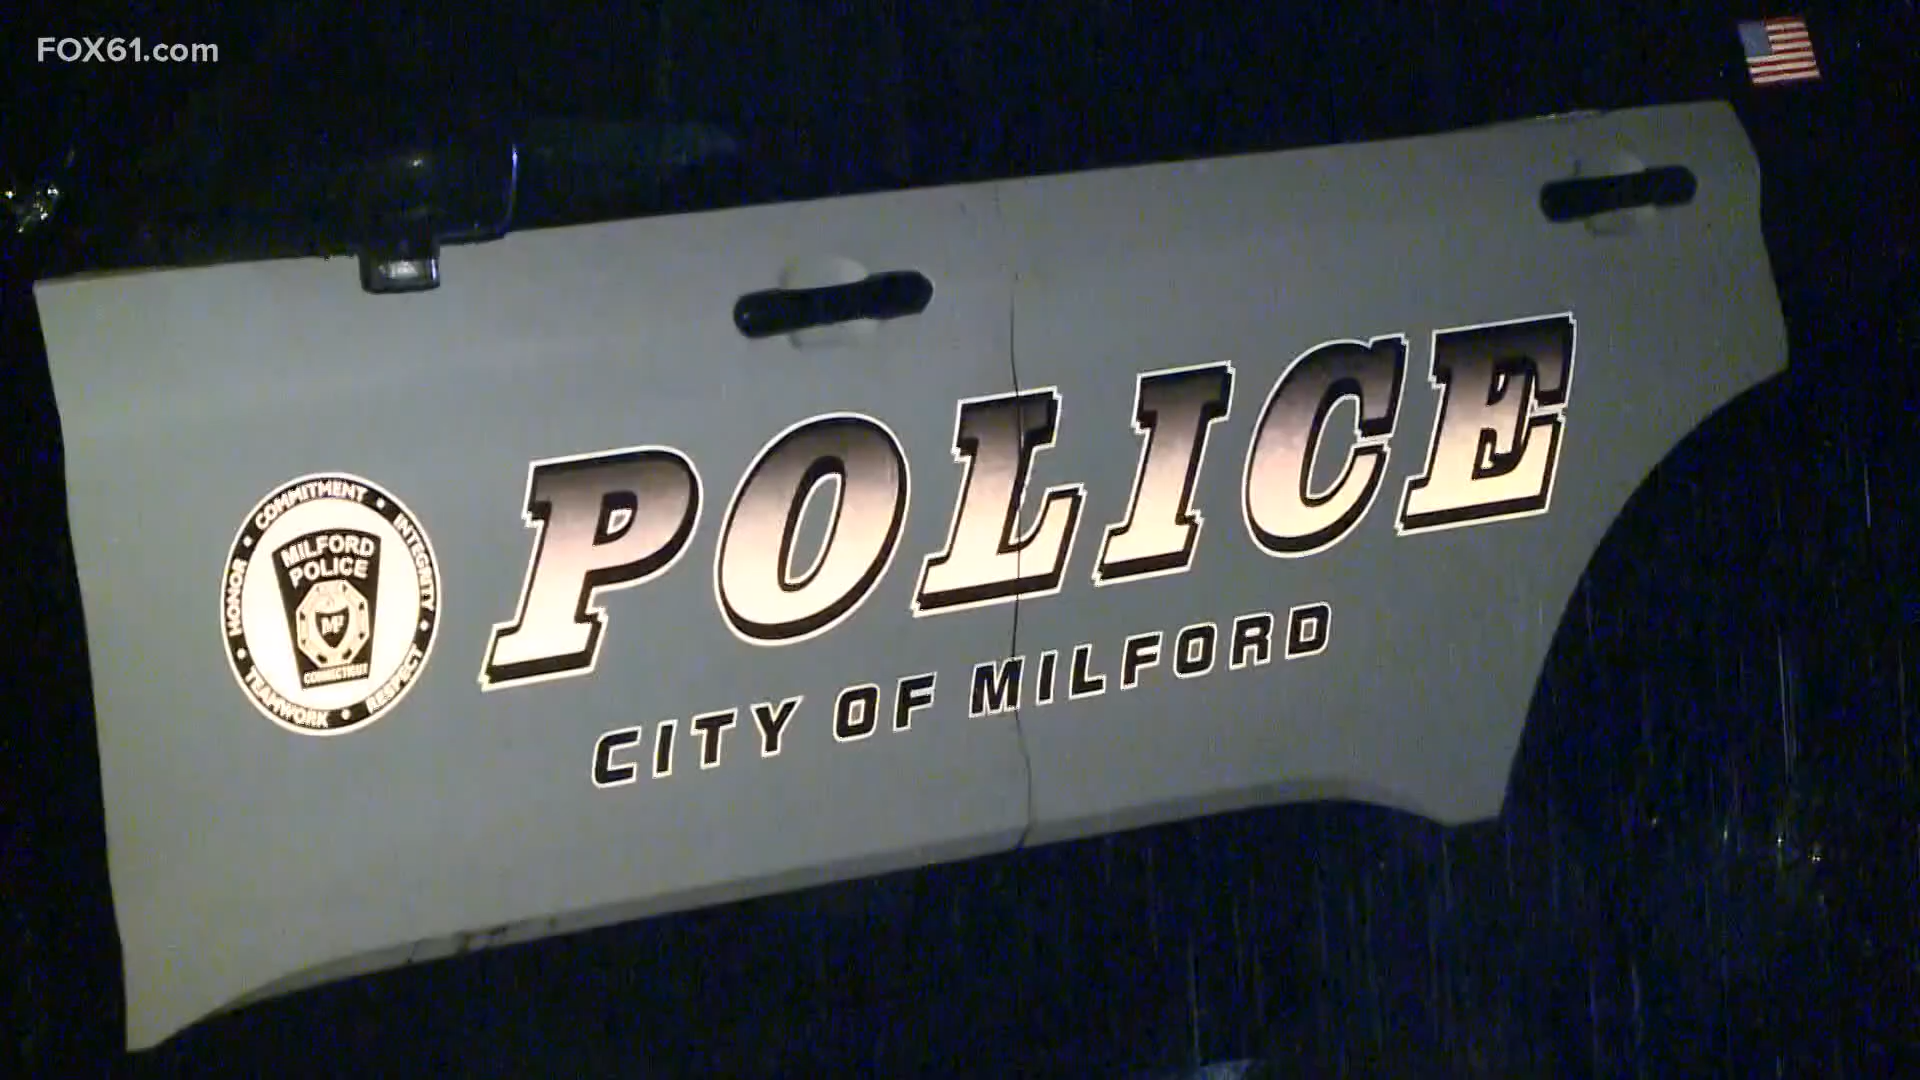 FOX61.com
POLICE
CITY OF MILFORD
HONOR • COMMITMENT • INTEGRITY • RESPECT • TEAMWORK •
MILFORD
POLICE
MP
CONNECTICUT